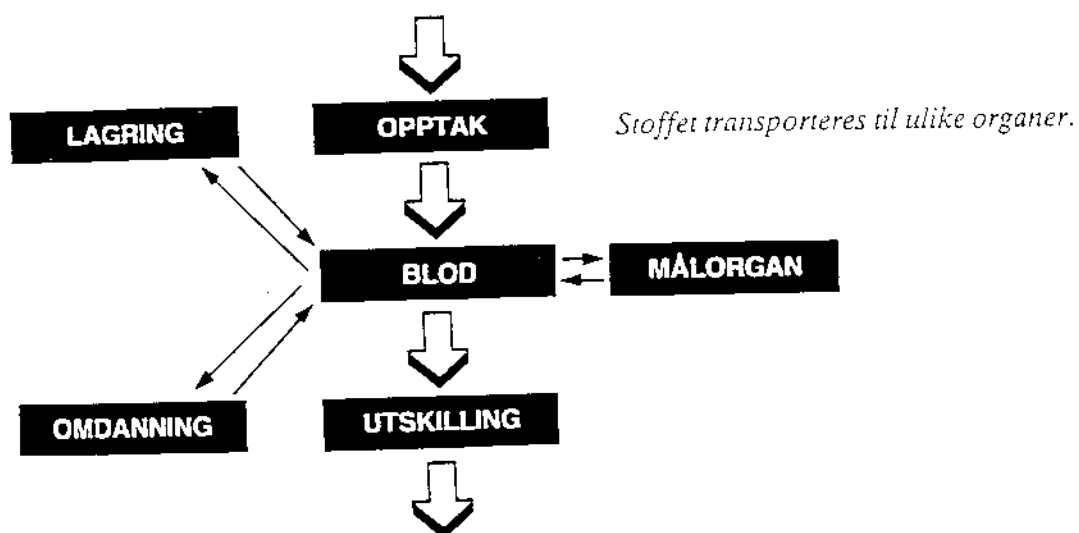 LAGRING
OPPTAK
Stoffet transporteres til ulike organer.
BLOD
MÅLORGAN
OMDANNING
UTSKILLING